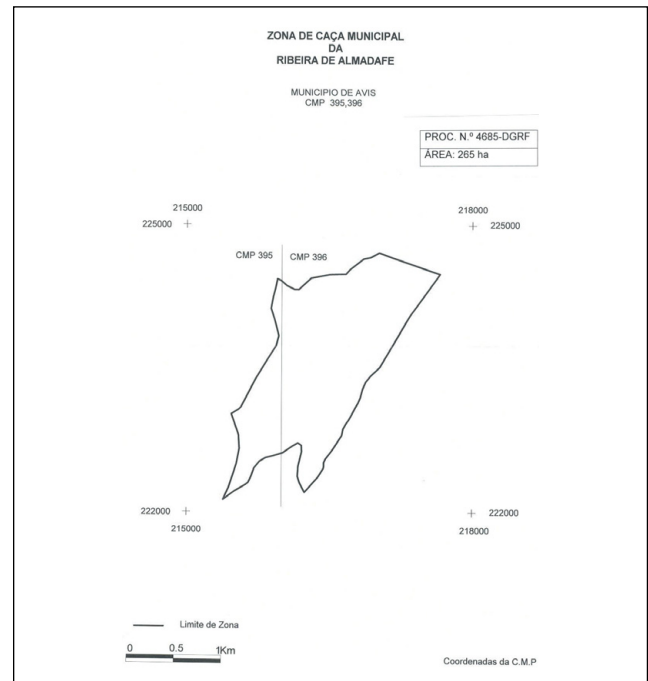 ZONA DE CAÇA MUNICIPAL
DA
RIBEIRA DE ALMADAFE
MUNICIPIO DE AVIS
CMP 395,396
PROC. N.º 4685-DGRF
ÁREA: 265 ha
215000
218000
225000
225000
CMP 395
CMP 396
222000
222000
215000
218000
Limite de Zona
0 0.5 1Km
Coordenadas da C.M.P